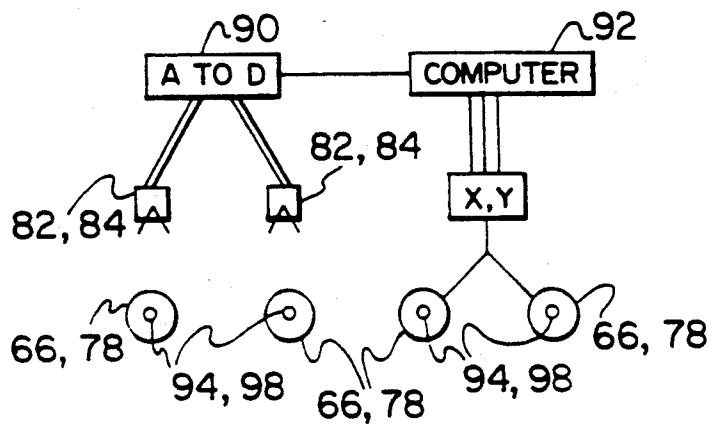 90 92
A TO D COMPUTER
82, 84
82, 84 X, Y
66, 78 66, 78
94, 98 94, 98
66, 78